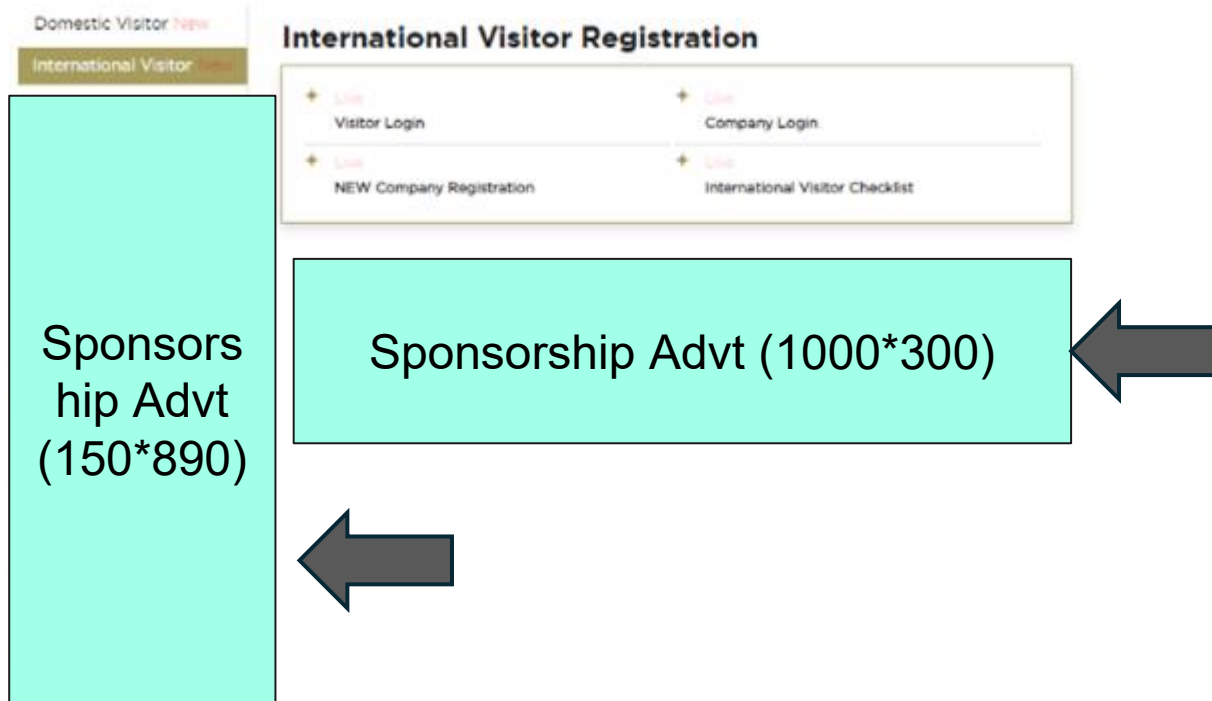 Domestic Visitor New
International Visitor New
International Visitor Registration
Live
Visitor Login
Live
Company Login
Live
NEW Company Registration
Live
International Visitor Checklist
Sponsors
hip Advt
(150*890)
Sponsorship Advt (1000*300)